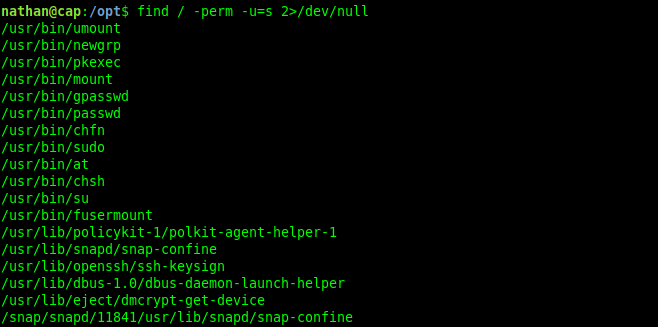 nathan@cap:/opt$ find / -perm -u=s 2>/dev/null
/usr/bin/umount
/usr/bin/newgrp
/usr/bin/pkexec
/usr/bin/mount
/usr/bin/gpasswd
/usr/bin/passwd
/usr/bin/chfn
/usr/bin/sudo
/usr/bin/at
/usr/bin/chsh
/usr/bin/su
/usr/bin/fusermount
/usr/lib/policykit-1/polkit-agent-helper-1
/usr/lib/snapd/snap-confine
/usr/lib/openssh/ssh-keysign
/usr/lib/dbus-1.0/dbus-daemon-launch-helper
/usr/lib/eject/dmcrypt-get-device
/snap/snapd/11841/usr/lib/snapd/snap-confine